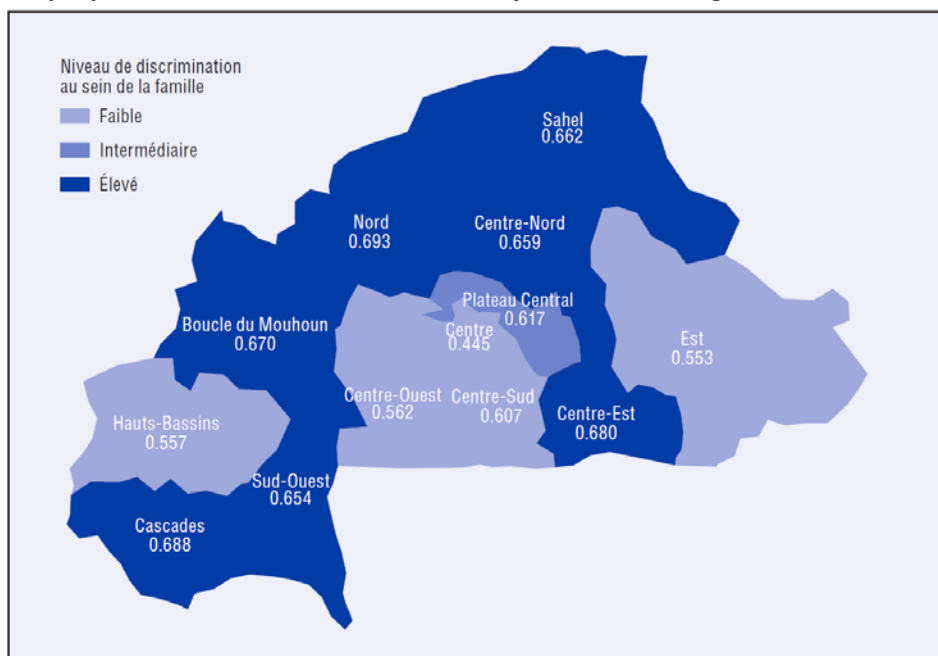 Niveau de discrimination
au sein de la famille
Faible
Intermédiaire
Élevé
Sahel
0.662
Nord
0.693
Centre-Nord
0.659
Plateau Central
0.617
Boucle du Mouhoun
0.670
Centre
0.445
Est
0.553
Centre-Ouest
0.562
Centre-Sud
0.607
Hauts-Bassins
0.557
Centre-Est
0.680
Sud-Ouest
0.654
Cascades
0.688